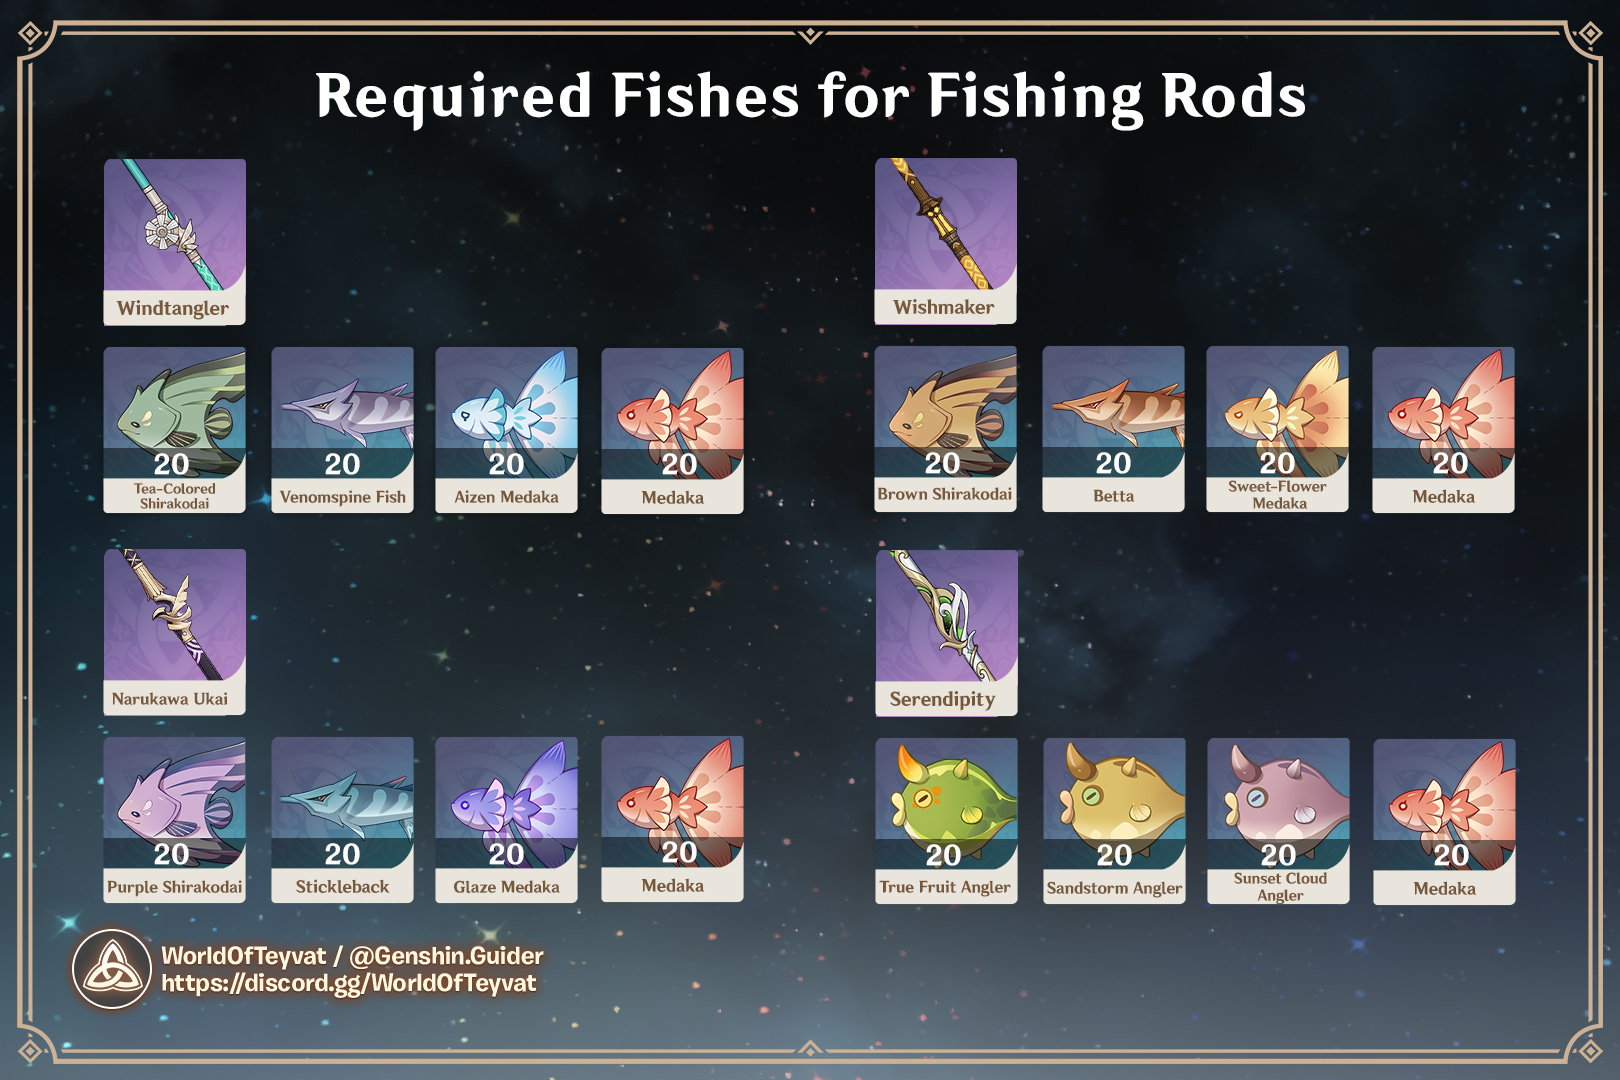 Required Fishes for Fishing Rods
Windtangler
Wishmaker
20
20
20
20
Tea-Colored
Shirakodai
Venomspine Fish
Aizen Medaka
Medaka
20
20
20
20
Brown Shirakodai
Betta
Sweet-Flower
Medaka
Medaka
Narukawa Ukai
Serendipity
20
20
20
20
Purple Shirakodai
Stickleback
Glaze Medaka
Medaka
20
20
20
20
True Fruit Angler
Sandstorm Angler
Sunset Cloud
Angler
Medaka
WorldOfTeyvat / @Genshin.Guider
https://discord.gg/WorldOfTeyvat